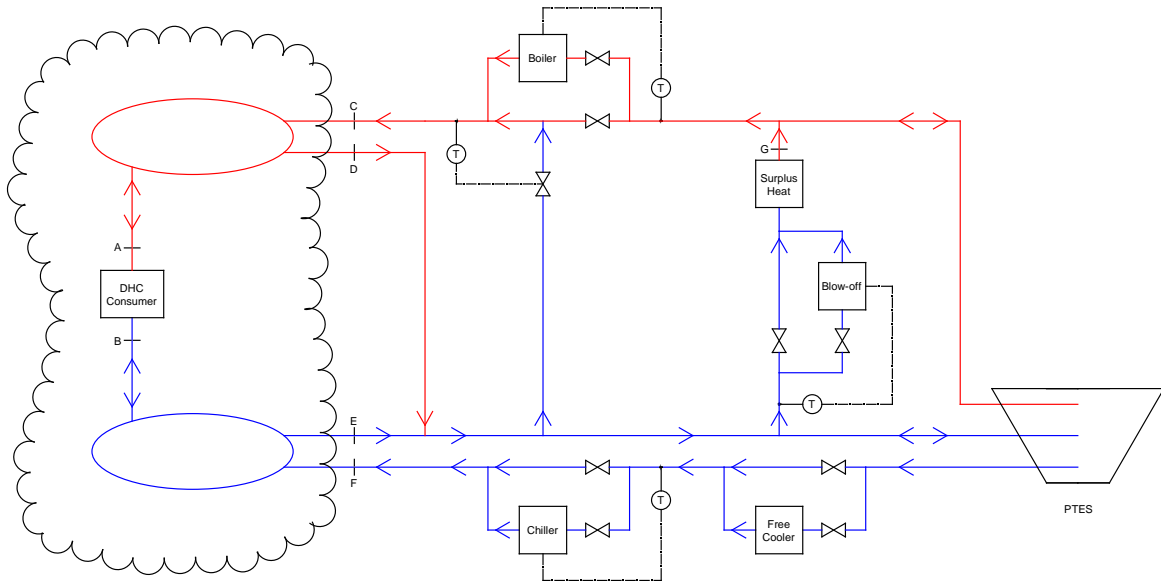 Boiler
T
C
T
D
G
Surplus
Heat
A
DHC
Consumer
Blow-off
B
T
E
F
T
Chiller
Free
Cooler
PTES